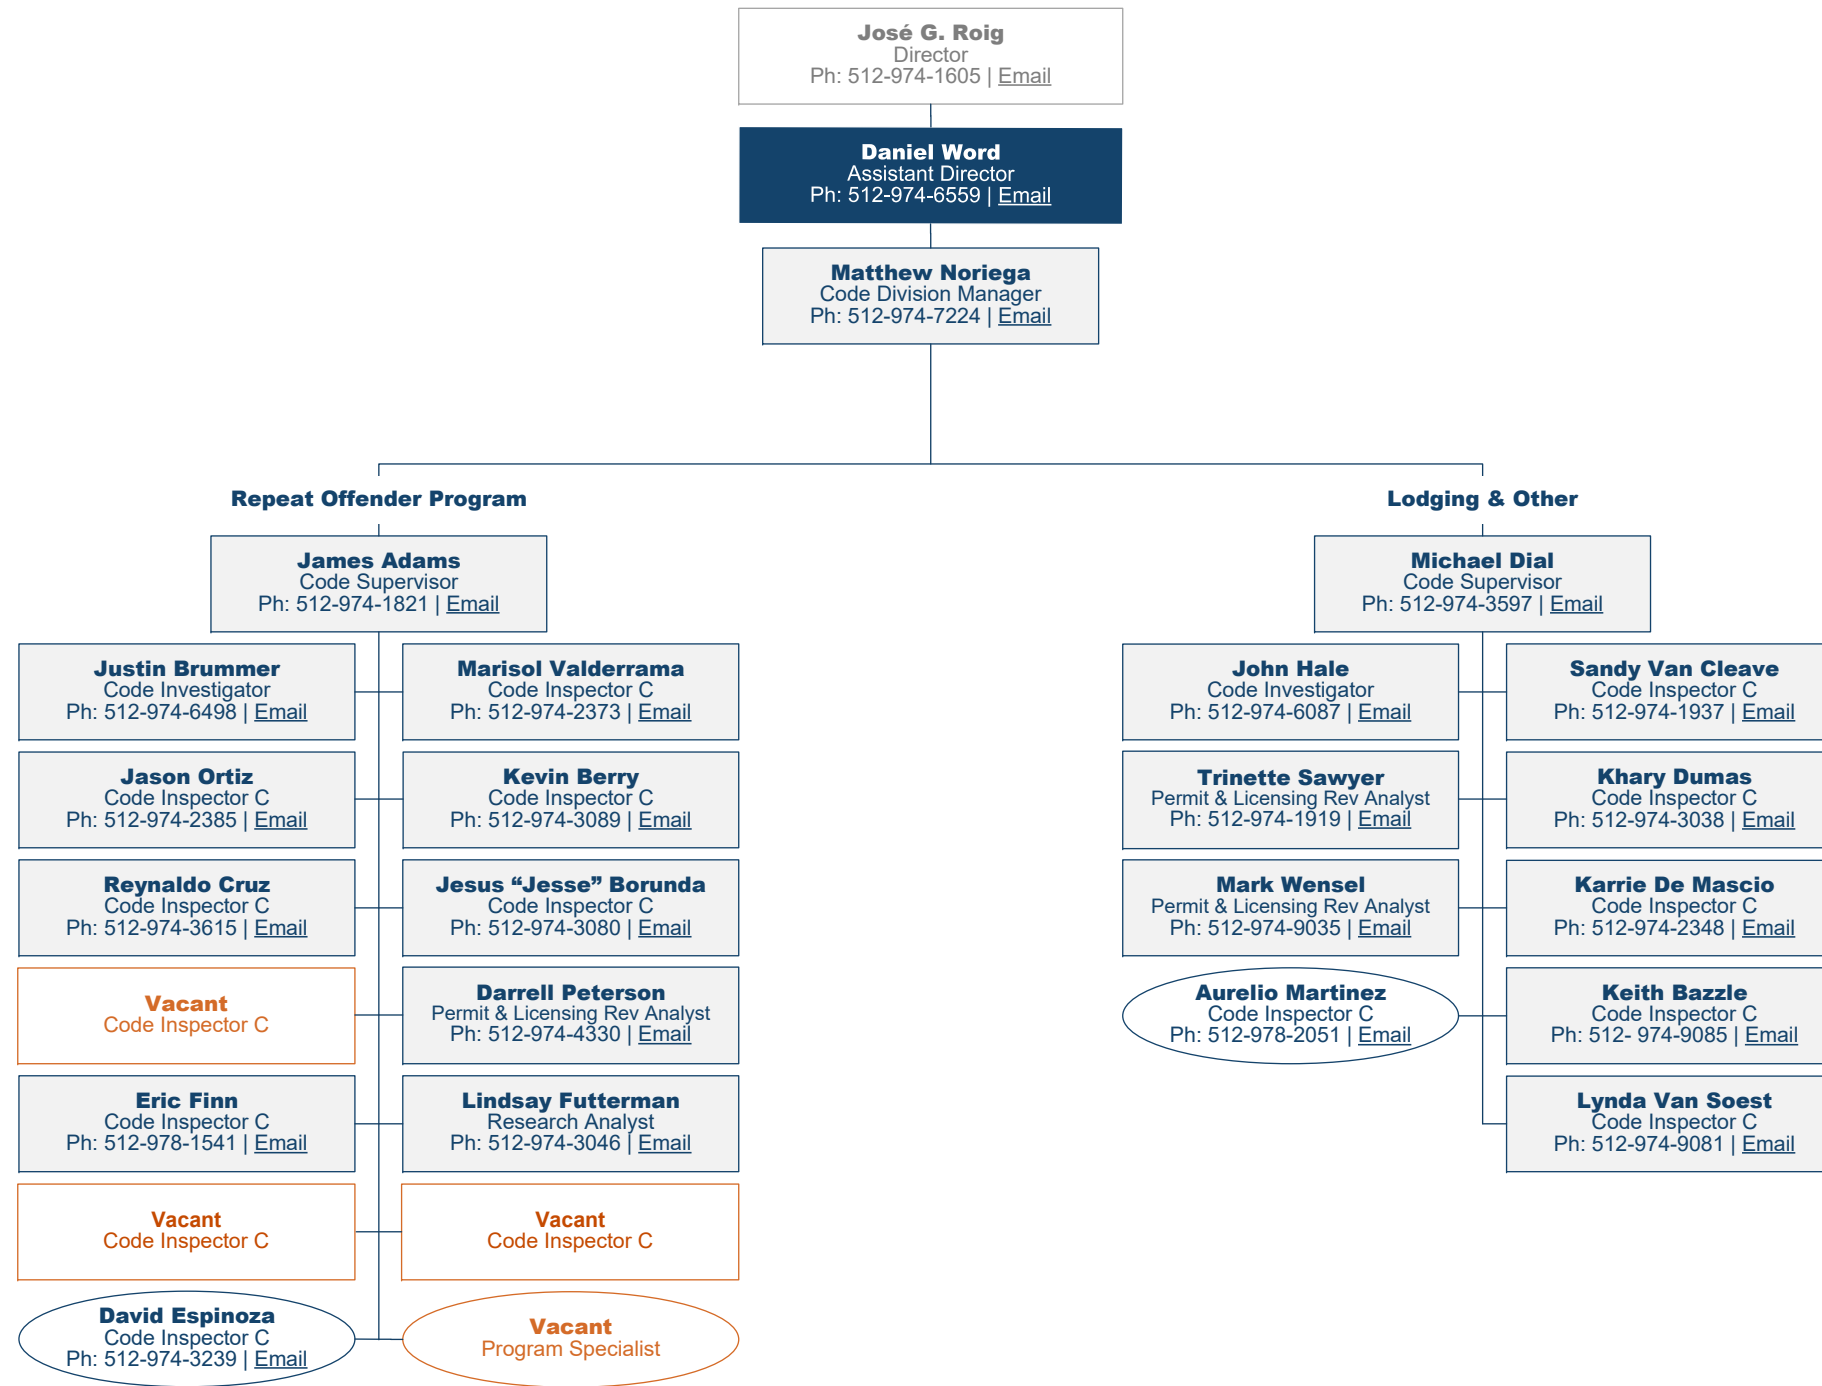 José G. Roig
Director
Ph: 512-974-1605 | Email
Daniel Word
Assistant Director
Ph: 512-974-6559 | Email
Matthew Noriega
Code Division Manager
Ph: 512-974-7224 | Email
Repeat Offender Program
James Adams
Code Supervisor
Ph: 512-974-1821 | Email
Justin Brummer
Code Investigator
Ph: 512-974-6498 | Email
Marisol Valderrama
Code Inspector C
Ph: 512-974-2373 | Email
Jason Ortiz
Code Inspector C
Ph: 512-974-2385 | Email
Kevin Berry
Code Inspector C
Ph: 512-974-3089 | Email
Reynaldo Cruz
Code Inspector C
Ph: 512-974-3615 | Email
Jesus “Jesse” Borunda
Code Inspector C
Ph: 512-974-3080 | Email
Vacant
Code Inspector C
Darrell Peterson
Permit & Licensing Rev Analyst
Ph: 512-974-4330 | Email
Eric Finn
Code Inspector C
Ph: 512-978-1541 | Email
Lindsay Futterman
Research Analyst
Ph: 512-974-3046 | Email
Vacant
Code Inspector C
Vacant
Code Inspector C
David Espinoza
Code Inspector C
Ph: 512-974-3239 | Email
Vacant
Program Specialist
Lodging & Other
Michael Dial
Code Supervisor
Ph: 512-974-3597 | Email
John Hale
Code Investigator
Ph: 512-974-6087 | Email
Sandy Van Cleave
Code Inspector C
Ph: 512-974-1937 | Email
Trinette Sawyer
Permit & Licensing Rev Analyst
Ph: 512-974-1919 | Email
Khary Dumas
Code Inspector C
Ph: 512-974-3038 | Email
Mark Wensel
Permit & Licensing Rev Analyst
Ph: 512-974-9035 | Email
Karrie De Mascio
Code Inspector C
Ph: 512-974-2348 | Email
Aurelio Martinez
Code Inspector C
Ph: 512-978-2051 | Email
Keith Bazzle
Code Inspector C
Ph: 512- 974-9085 | Email
Lynda Van Soest
Code Inspector C
Ph: 512-974-9081 | Email